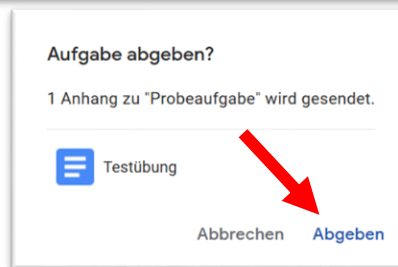 Aufgabe abgeben?
1 Anhang zu "Probeaufgabe" wird gesendet.
Testübung
Abbrechen Abgeben